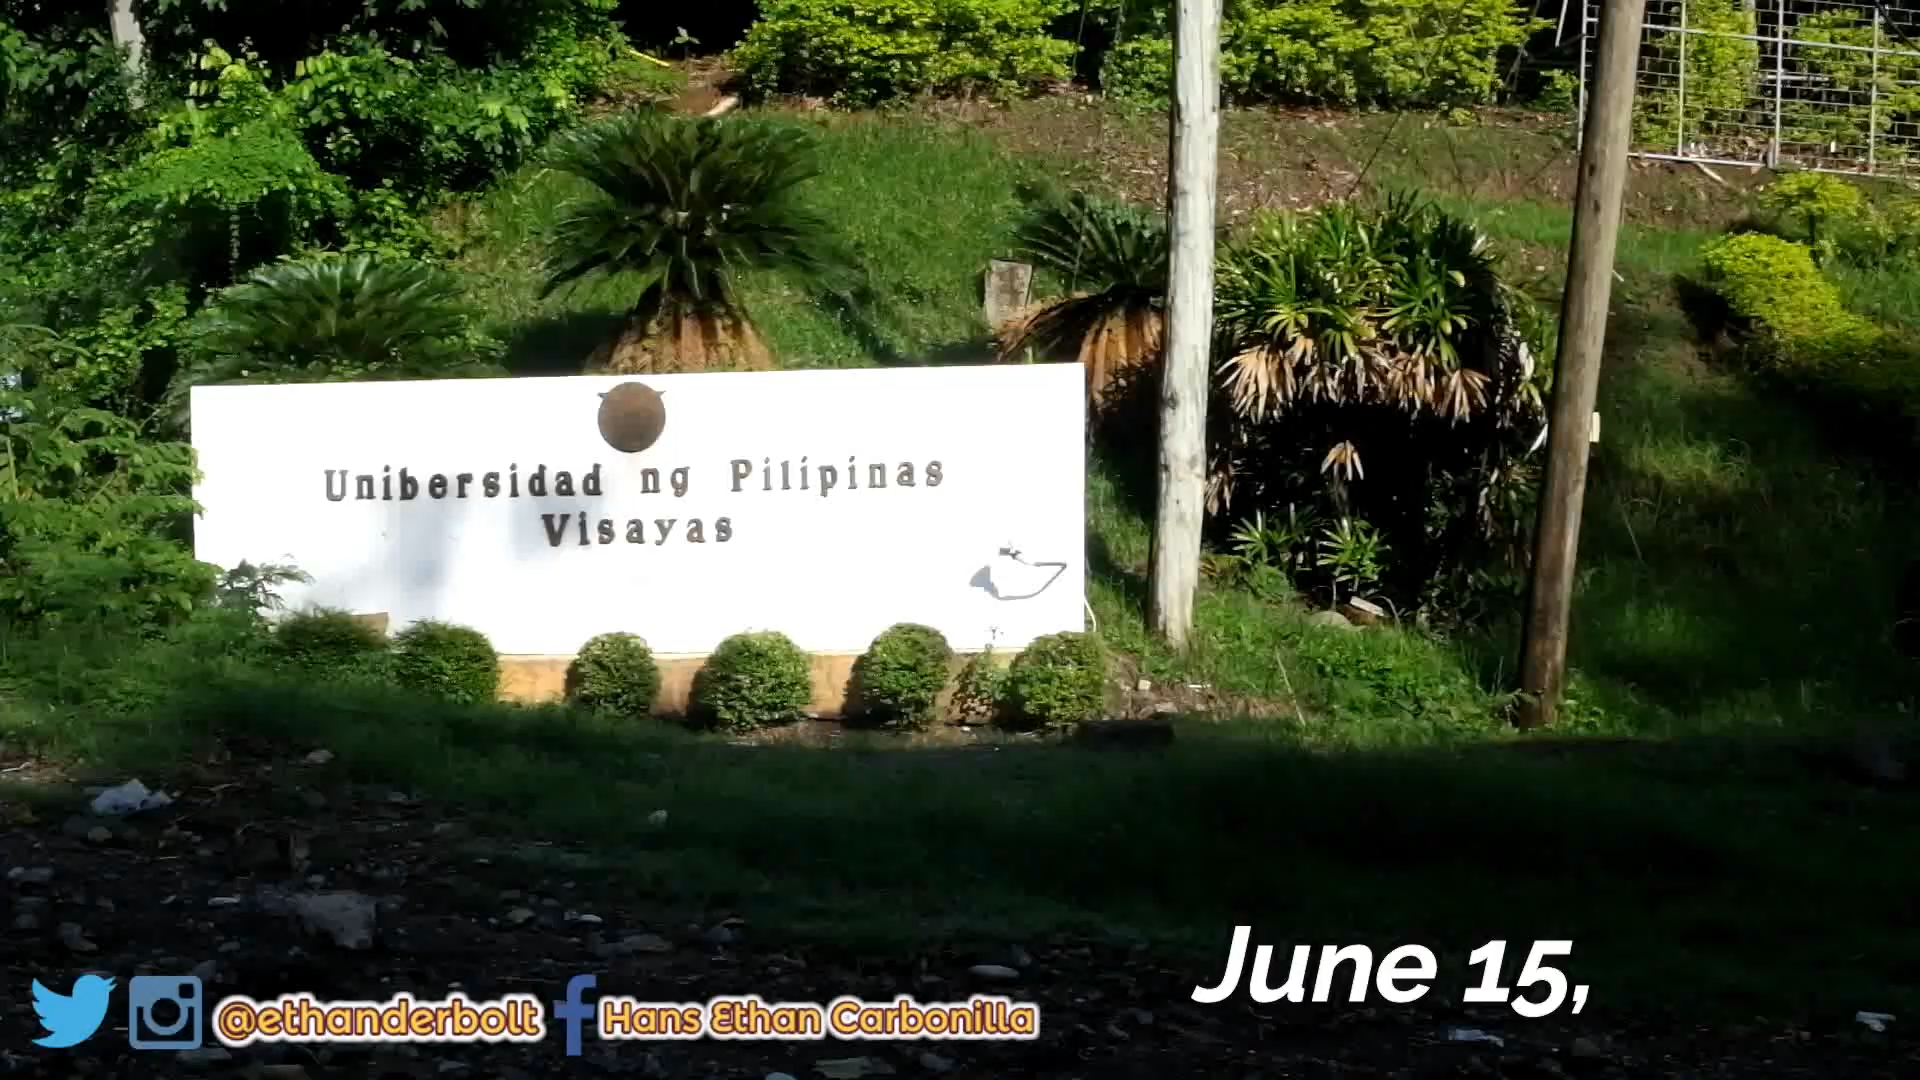 Unibersidad ng Pilipinas
Visayas
June 15,
@ethanderbolt Hans Ethan Carbonilla